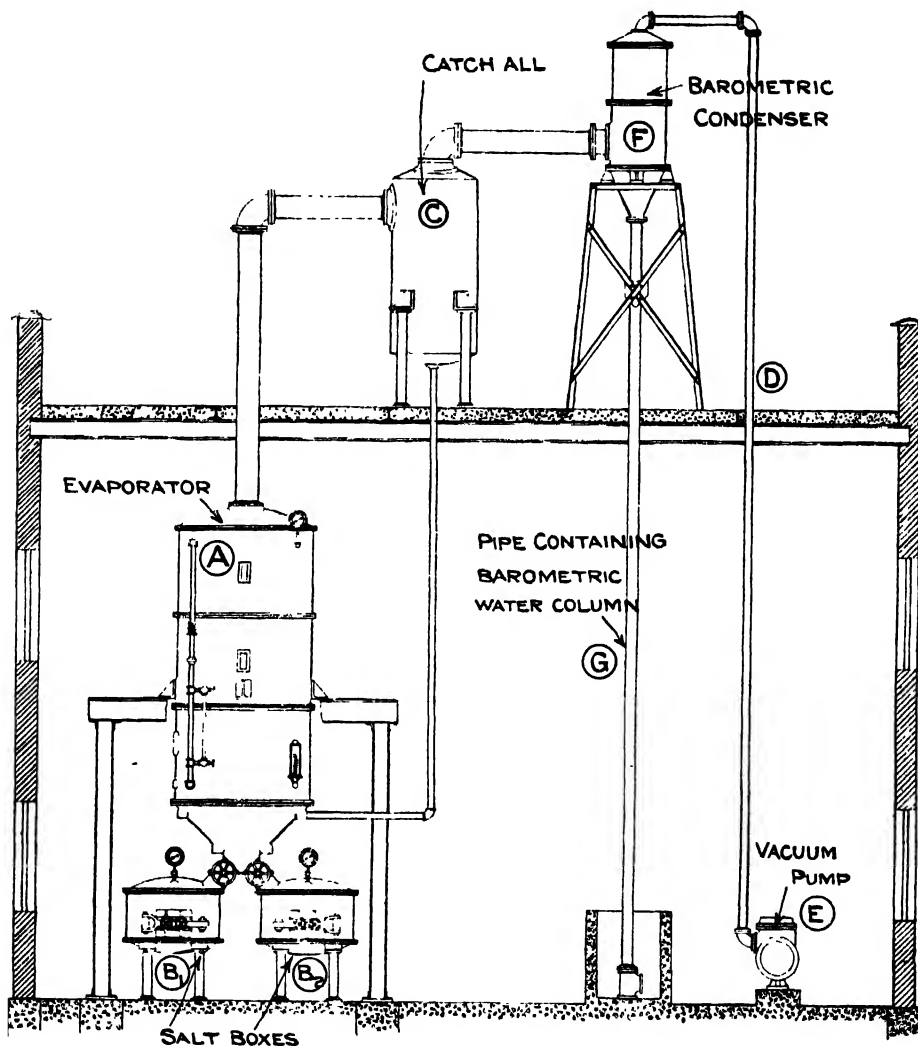 CATCH ALL
BAROMETRIC
CONDENSER
F
C
D
EVAPORATOR
A
PIPE CONTAINING
BAROMETRIC
WATER COLUMN
G
VACUUM
PUMP
E
B1
B2
SALT BOXES